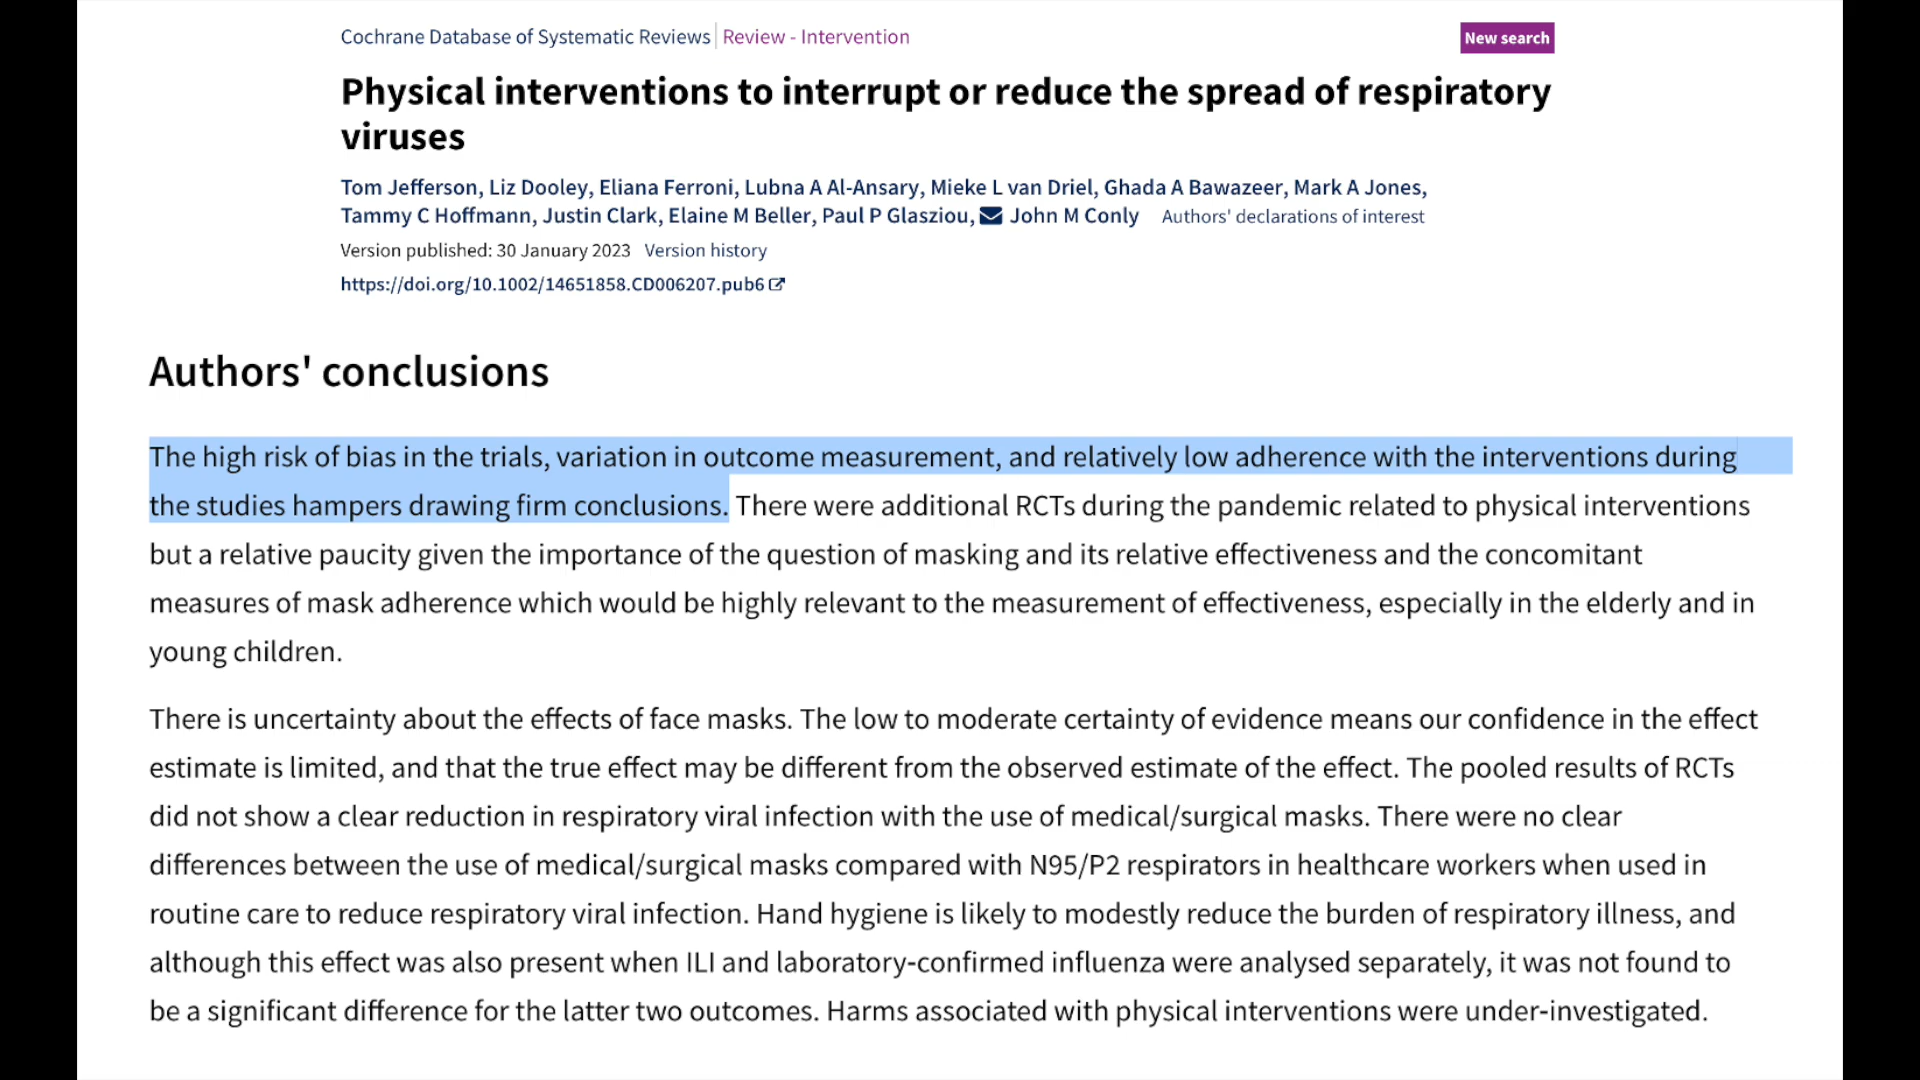 Cochrane Database of Systematic Reviews | Review - Intervention
New search
Physical interventions to interrupt or reduce the spread of respiratory
viruses
Tom Jefferson, Liz Dooley, Eliana Ferroni, Lubna A Al-Ansary, Mieke L van Driel, Ghada A Bawazeer, Mark A Jones,
Tammy C Hoffmann, Justin Clark, Elaine M Beller, Paul P Glasziou, John M Conly Authors' declarations of interest
Version published: 30 January 2023 Version history
https://doi.org/10.1002/14651858.CD006207.pub6
Authors' conclusions
The high risk of bias in the trials, variation in outcome measurement, and relatively low adherence with the interventions during
the studies hampers drawing firm conclusions. There were additional RCTs during the pandemic related to physical interventions
but a relative paucity given the importance of the question of masking and its relative effectiveness and the concomitant
measures of mask adherence which would be highly relevant to the measurement of effectiveness, especially in the elderly and in
young children.
There is uncertainty about the effects of face masks. The low to moderate certainty of evidence means our confidence in the effect
estimate is limited, and that the true effect may be different from the observed estimate of the effect. The pooled results of RCTs
did not show a clear reduction in respiratory viral infection with the use of medical/surgical masks. There were no clear
differences between the use of medical/surgical masks compared with N95/P2 respirators in healthcare workers when used in
routine care to reduce respiratory viral infection. Hand hygiene is likely to modestly reduce the burden of respiratory illness, and
although this effect was also present when ILI and laboratory-confirmed influenza were analysed separately, it was not found to
be a significant difference for the latter two outcomes. Harms associated with physical interventions were under-investigated.